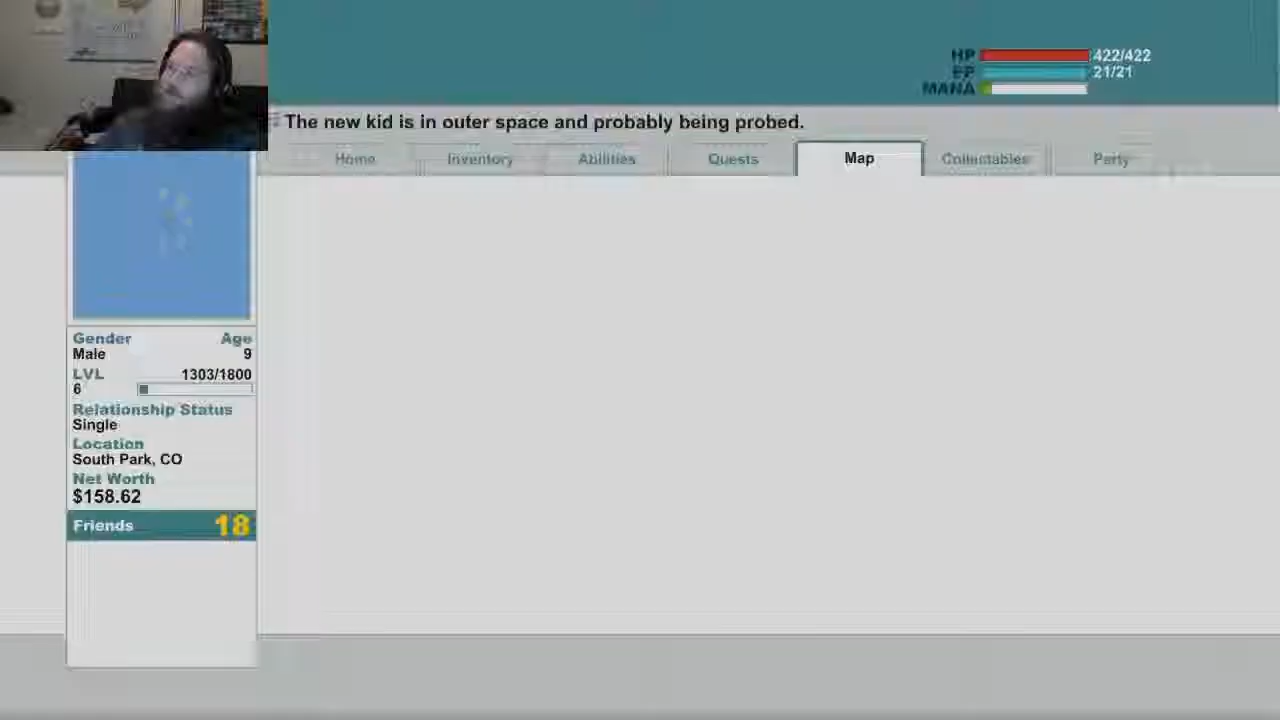 HP 422/422
PP 21/21
MANA
The new kid is in outer space and probably being probed.
Home Inventory Abilities Quests Map Collectables Party
Gender Age
Male 9
LVL 1303/1800
6
Relationship Status
Single
Location
South Park, CO
Net Worth
$158.62
Friends 18